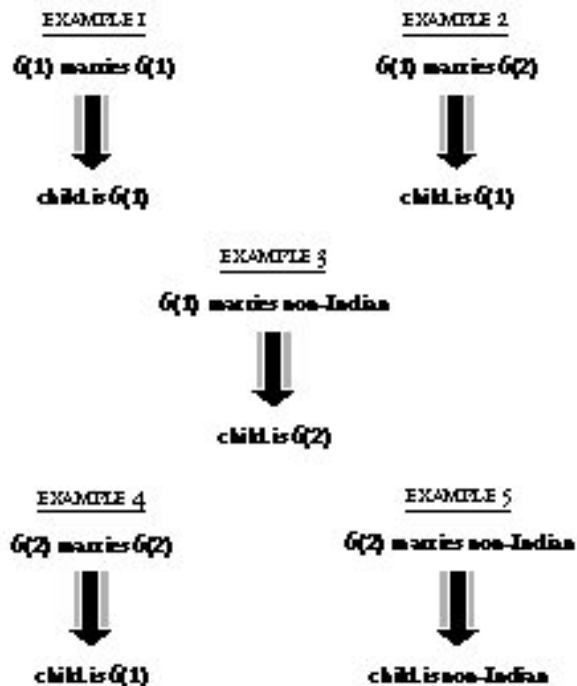 EXAMPLE 1
6(1) marries 6(1)
child is 6(1)
EXAMPLE 2
6(1) marries 6(2)
child is 6(1)
EXAMPLE 3
6(1) marries non-Indian
child is 6(2)
EXAMPLE 4
6(2) marries 6(2)
child is 6(1)
EXAMPLE 5
6(2) marries non-Indian
child is non-Indian